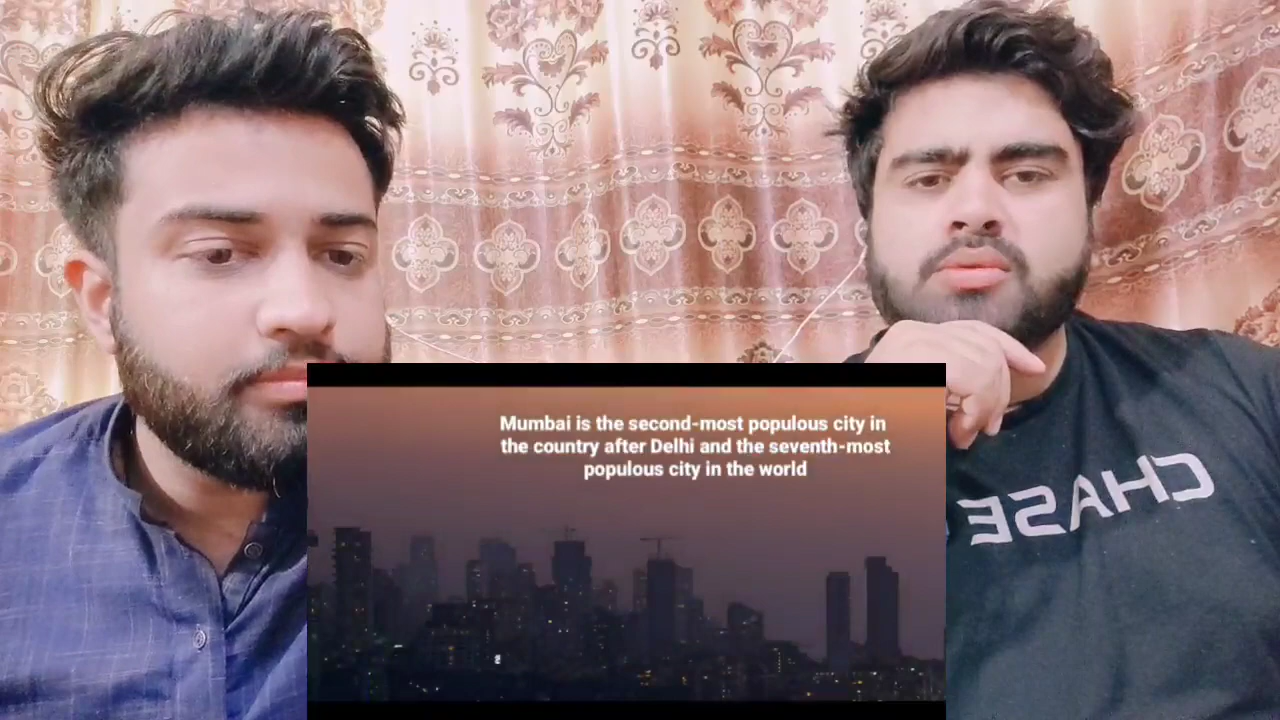 Mumbai is the second-most populous city in
the country after Delhi and the seventh-most
populous city in the world
CHASE